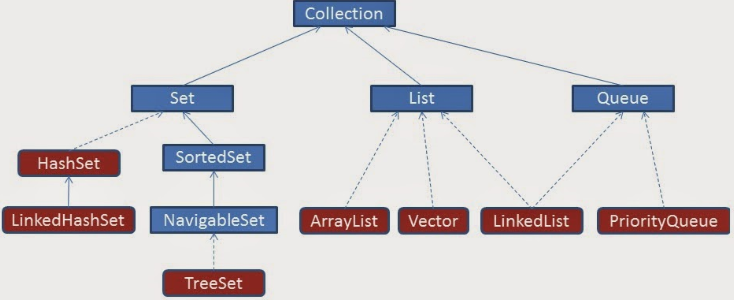 Collection
Set
List
Queue
HashSet
SortedSet
LinkedHashSet
NavigableSet
ArrayList
Vector
LinkedList
PriorityQueue
TreeSet